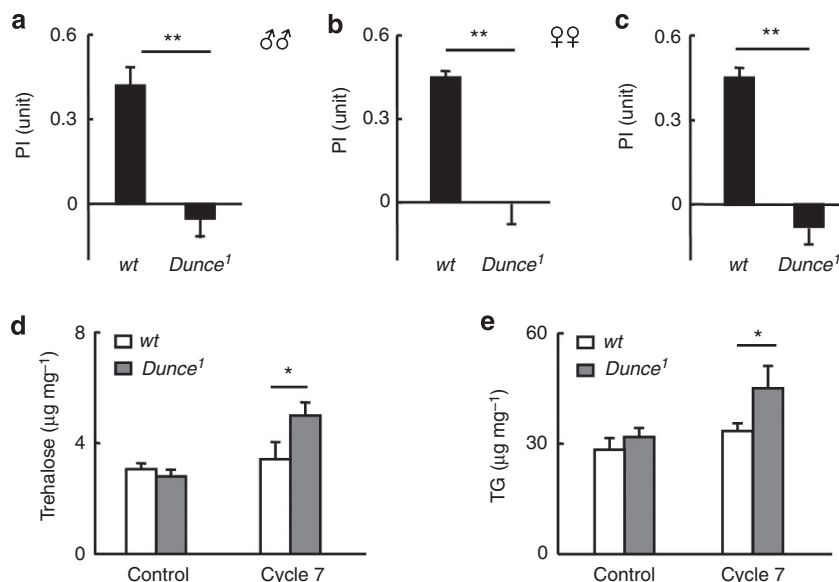 a
0.6
**
♂♂
PI (unit)
0.3
0
wt Dunce¹
b
0.6
**
♀♀
PI (unit)
0.3
0
wt Dunce¹
c
0.6
**
PI (unit)
0.3
0
wt Dunce¹
d
8
wt
Dunce¹
*
Trehalose (μg mg⁻¹)
4
0
Control Cycle 7
e
60
wt
Dunce¹
*
TG (μg mg⁻¹)
30
0
Control Cycle 7